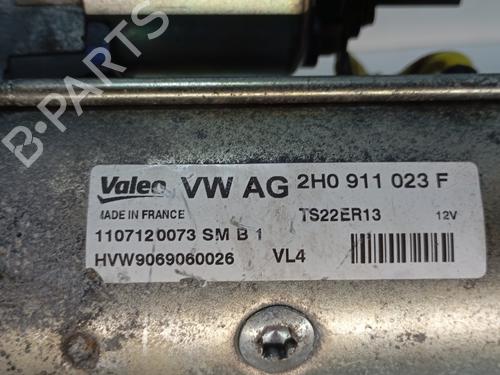 B-PARTS
Valeo VW AG 2H0 911 023 F
MADE IN FRANCE TS22ER13 12V
1107120073 SM B 1
HVW9069060026 VL4